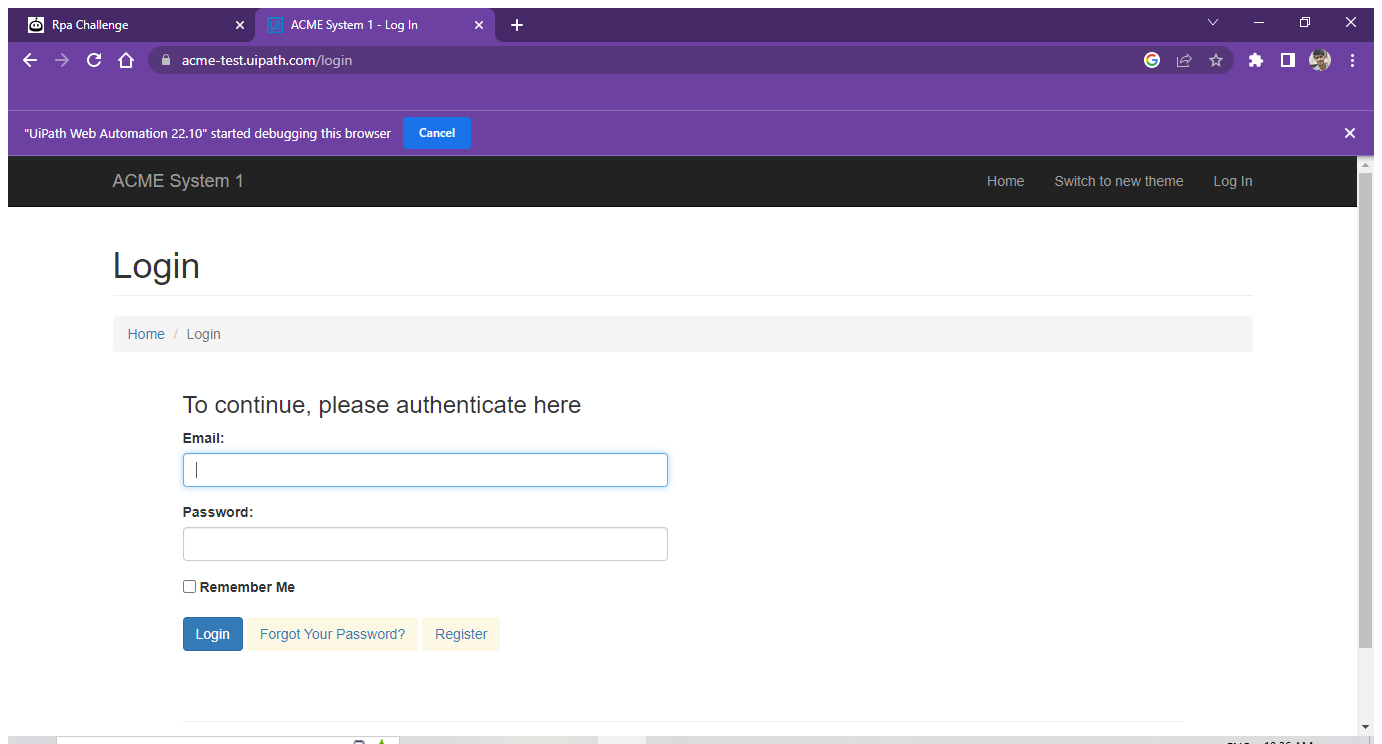 Rpa Challenge
ACME System 1 - Log In
acme-test.uipath.com/login
"UiPath Web Automation 22.10" started debugging this browser Cancel
ACME System 1 Home Switch to new theme Log In
Login
Home / Login
To continue, please authenticate here
Email:
Password:
Remember Me
Login Forgot Your Password? Register